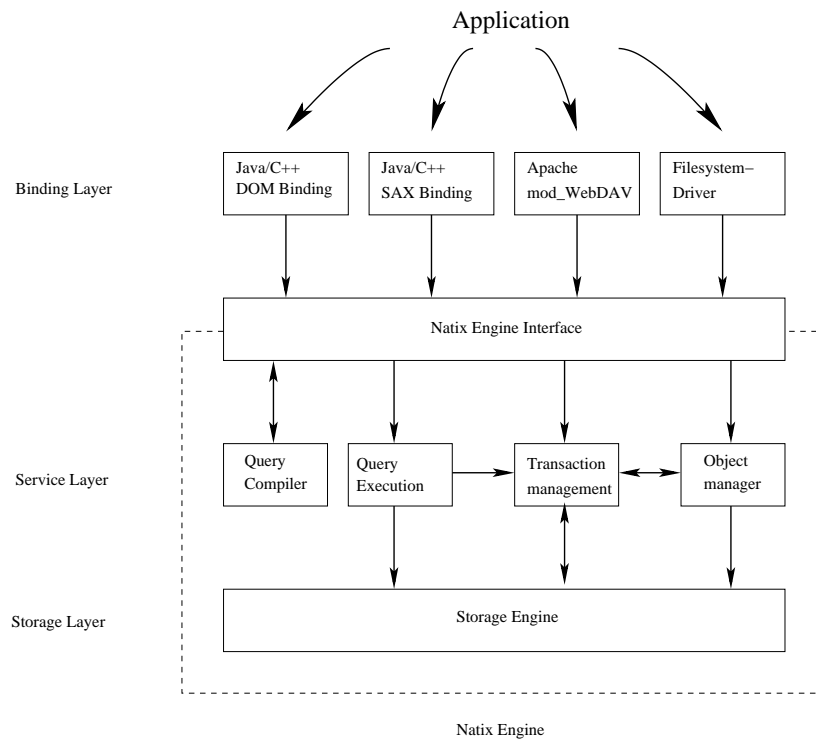 Application
Binding Layer
Java/C++
DOM Binding
Java/C++
SAX Binding
Apache
mod_WebDAV
Filesystem−
Driver
Natix Engine Interface
Service Layer
Query
Compiler
Query
Execution
Transaction
management
Object
manager
Storage Layer
Storage Engine
Natix Engine